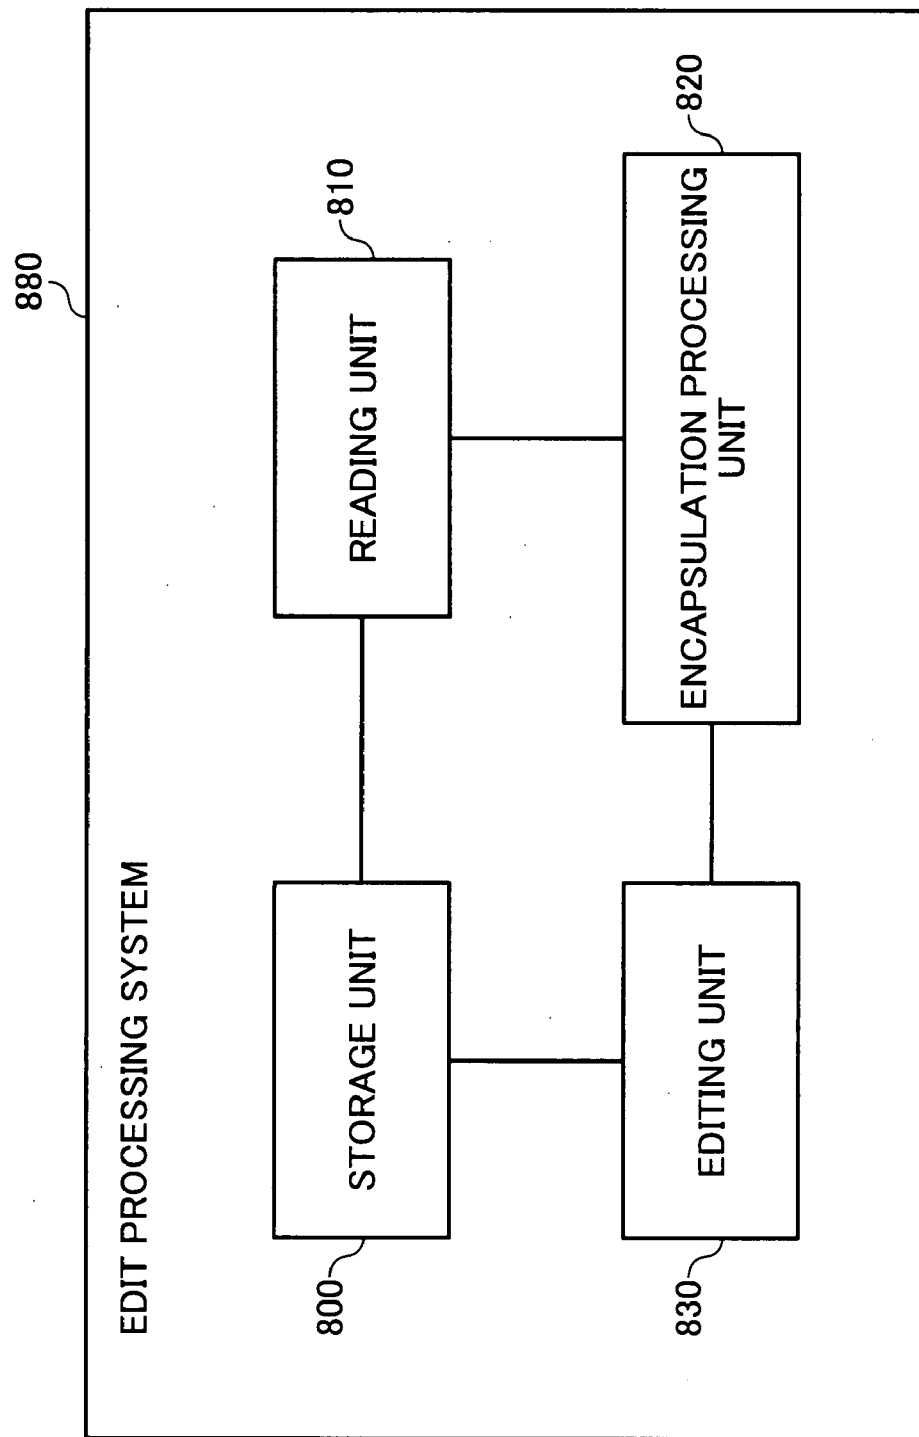 880
EDIT PROCESSING SYSTEM
800
STORAGE UNIT
READING UNIT
810
830
EDITING UNIT
ENCAPSULATION PROCESSING
UNIT
820